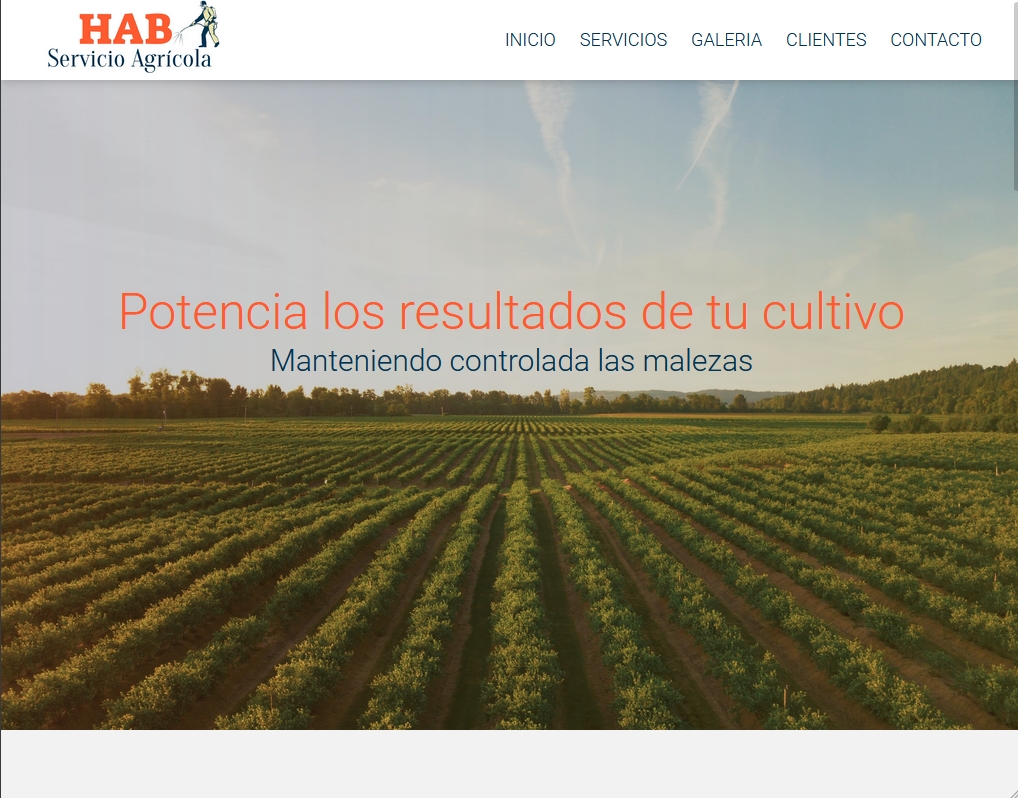 HAB
Servicio Agrícola
INICIO SERVICIOS GALERIA CLIENTES CONTACTO
Potencia los resultados de tu cultivo
Manteniendo controlada las malezas